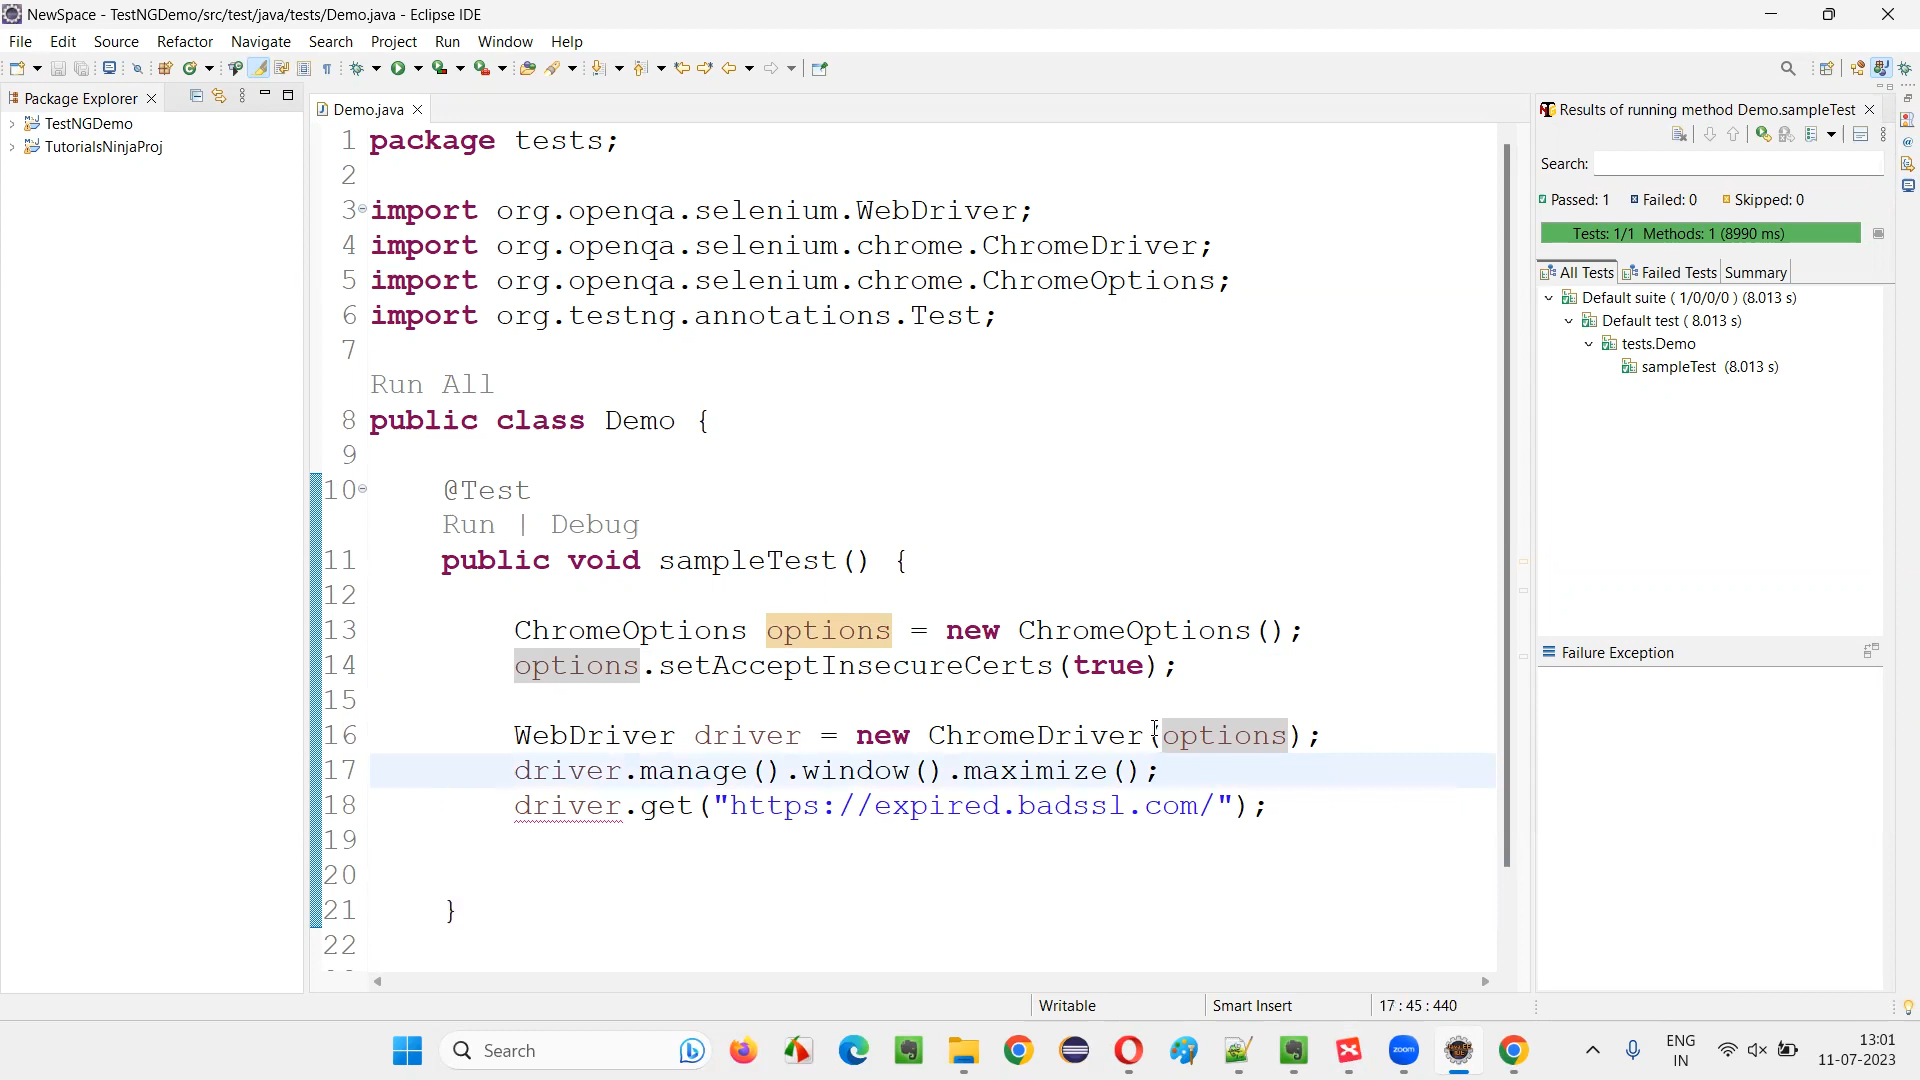 NewSpace - TestNGDemo/src/test/java/tests/Demo.java - Eclipse IDE
File Edit Source Refactor Navigate Search Project Run Window Help
Package Explorer
TestNGDemo
TutorialsNinjaProj
Demo.java
1 package tests;
2
3 import org.openqa.selenium.WebDriver;
4 import org.openqa.selenium.chrome.ChromeDriver;
5 import org.openqa.selenium.chrome.ChromeOptions;
6 import org.testng.annotations.Test;
7
Run All
8 public class Demo {
9
10 @Test
Run | Debug
11 public void sampleTest() {
12
13 ChromeOptions options = new ChromeOptions();
14 options.setAcceptInsecureCerts(true);
15
16 WebDriver driver = new ChromeDriver(options);
17 driver.manage().window().maximize();
18 driver.get("https://expired.badssl.com/");
19
20
21 }
22
Results of running method Demo.sampleTest
Search:
Passed: 1 Failed: 0 Skipped: 0
Tests: 1/1 Methods: 1 (8990 ms)
All Tests Failed Tests Summary
Default suite ( 1/0/0/0 ) (8.013 s)
Default test ( 8.013 s)
tests.Demo
sampleTest (8.013 s)
Failure Exception
Writable Smart Insert 17 : 45 : 440
Search
zoom
ENG
IN
13:01
11-07-2023